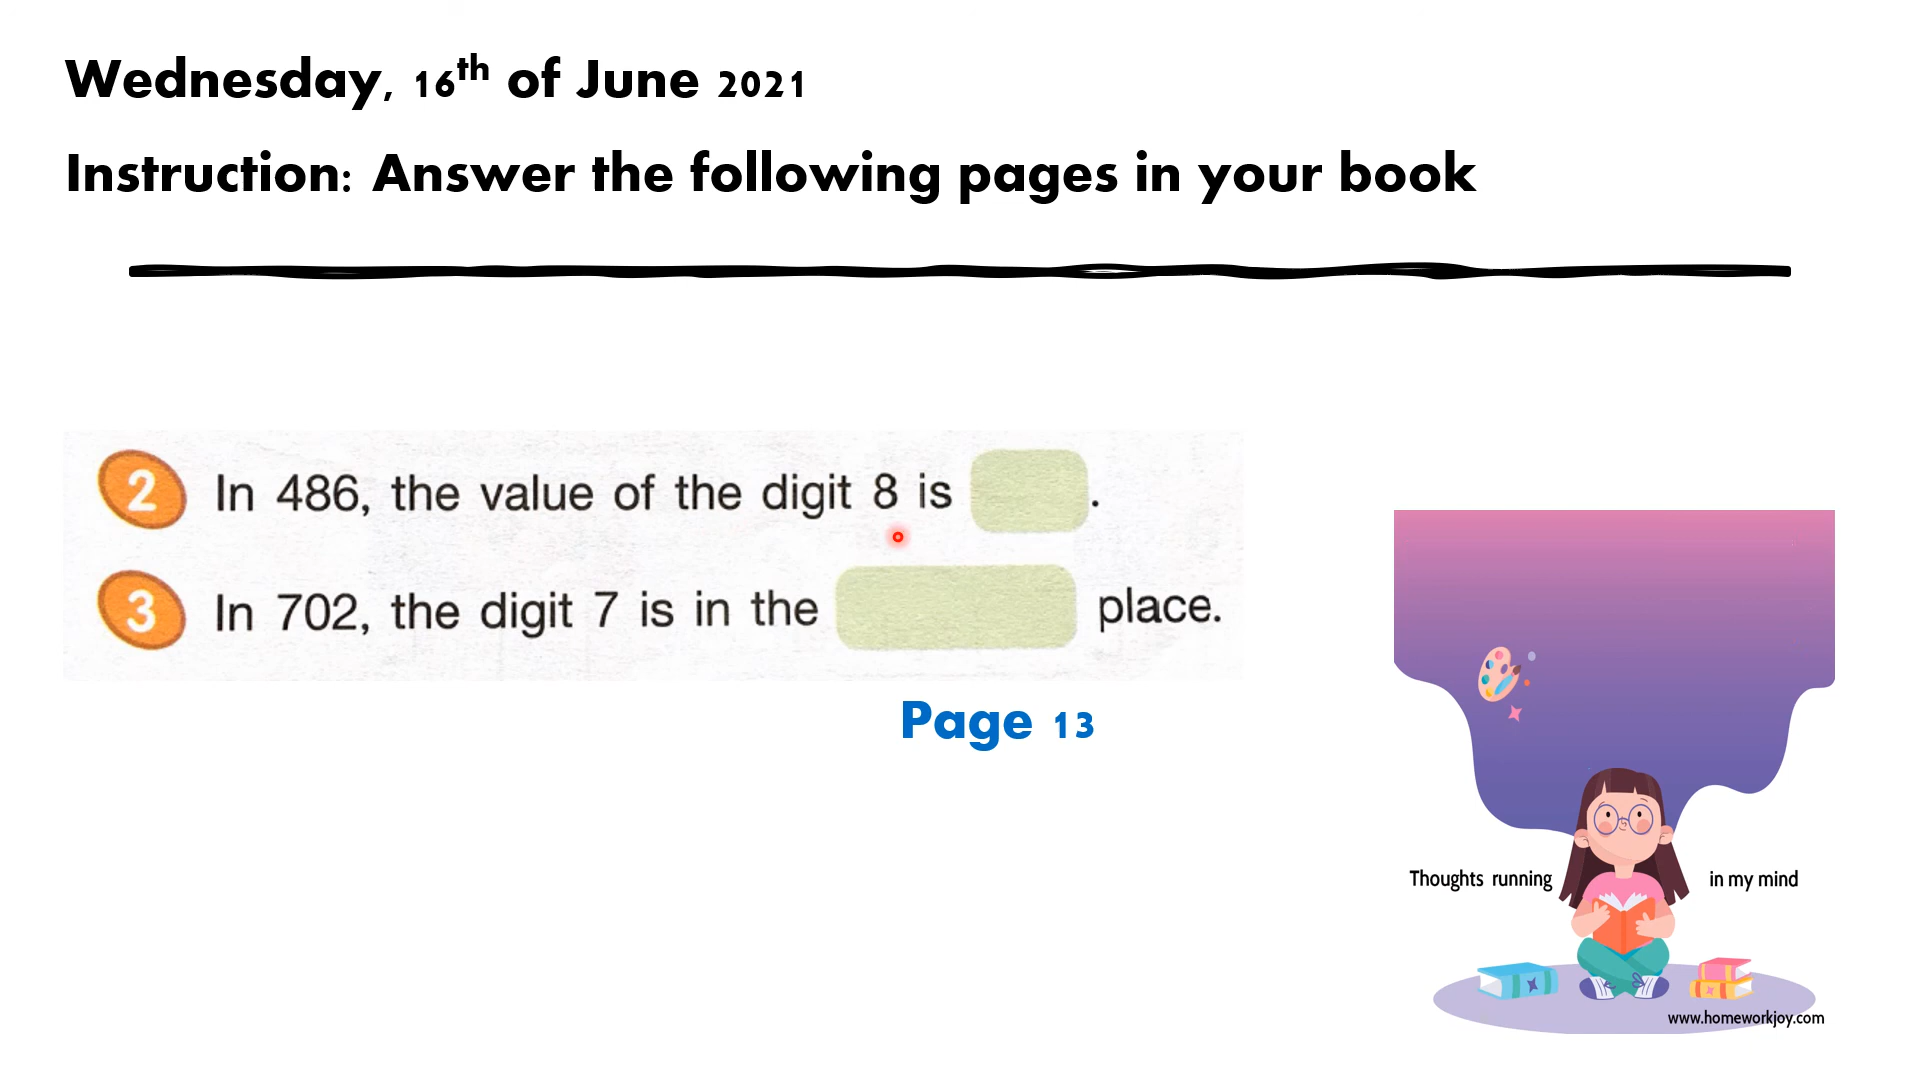 Wednesday, 16th of June 2021
Instruction: Answer the following pages in your book
2 In 486, the value of the digit 8 is .
3 In 702, the digit 7 is in the place.
Page 13
Thoughts running in my mind
www.homeworkjoy.com